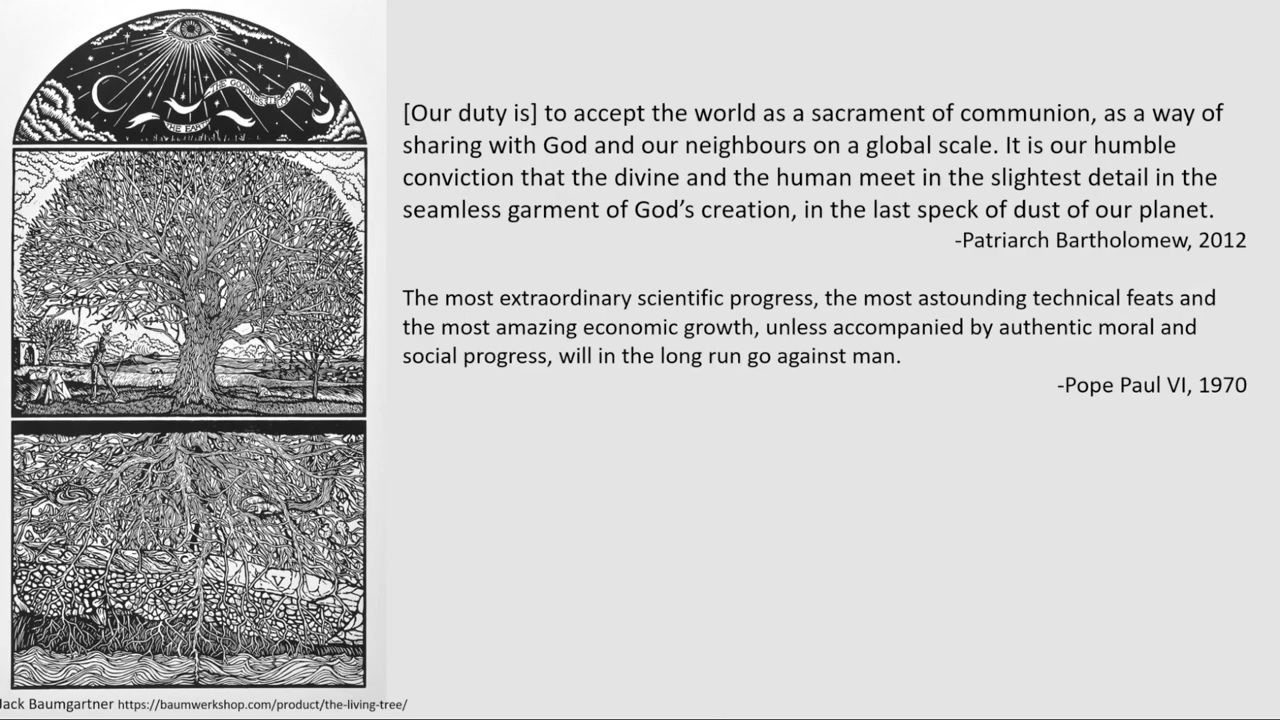 THE GOODNESS
LORD
THE EARTH
V
[Our duty is] to accept the world as a sacrament of communion, as a way of
sharing with God and our neighbours on a global scale. It is our humble
conviction that the divine and the human meet in the slightest detail in the
seamless garment of God’s creation, in the last speck of dust of our planet.
-Patriarch Bartholomew, 2012
The most extraordinary scientific progress, the most astounding technical feats and
the most amazing economic growth, unless accompanied by authentic moral and
social progress, will in the long run go against man.
-Pope Paul VI, 1970
Jack Baumgartner https://baumwerkshop.com/product/the-living-tree/